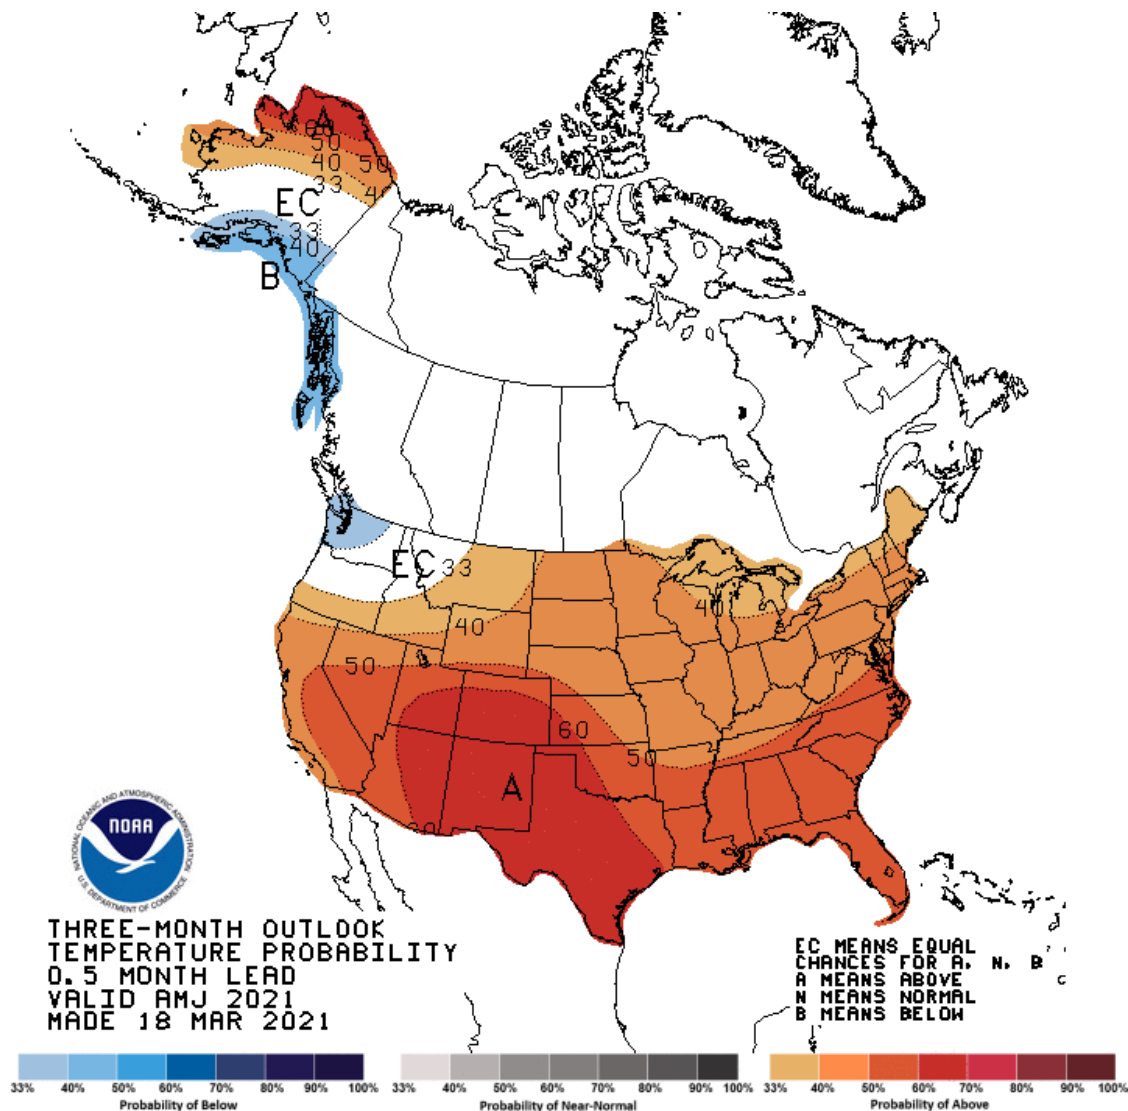 A
60
50
40
50
33
40
EC
33
40
B
EC
33
40
40
50
60
50
A
NATIONAL OCEANIC AND ATMOSPHERIC ADMINISTRATION
NOAA
U.S. DEPARTMENT OF COMMERCE
THREE-MONTH OUTLOOK
TEMPERATURE PROBABILITY
0.5 MONTH LEAD
VALID AMJ 2021
MADE 18 MAR 2021
EC MEANS EQUAL
CHANCES FOR A, N, B
A MEANS ABOVE
N MEANS NORMAL
B MEANS BELOW
33% 40% 50% 60% 70% 80% 90% 100%
Probability of Below
33% 40% 50% 60% 70% 80% 90% 100%
Probability of Near-Normal
33% 40% 50% 60% 70% 80% 90% 100%
Probability of Above